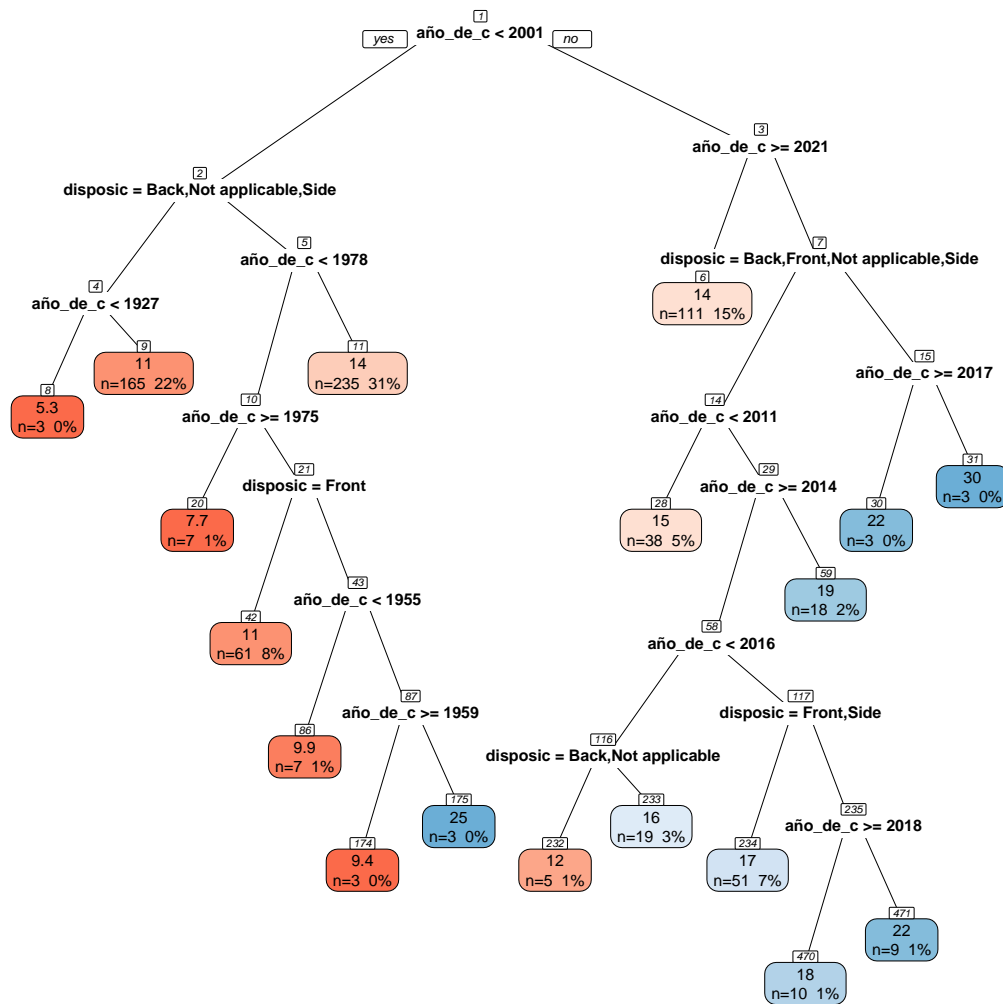 1
año_de_c < 2001
yes
no
3
año_de_c >= 2021
2
disposic = Back,Not applicable,Side
5
año_de_c < 1978
7
disposic = Back,Front,Not applicable,Side
6
14
n=111 15%
4
año_de_c < 1927
9
11
n=165 22%
11
14
n=235 31%
15
año_de_c >= 2017
8
5.3
n=3 0%
10
año_de_c >= 1975
14
año_de_c < 2011
21
disposic = Front
29
año_de_c >= 2014
31
30
n=3 0%
20
7.7
n=7 1%
28
15
n=38 5%
30
22
n=3 0%
43
año_de_c < 1955
59
19
n=18 2%
42
11
n=61 8%
58
año_de_c < 2016
87
año_de_c >= 1959
117
disposic = Front,Side
86
9.9
n=7 1%
116
disposic = Back,Not applicable
175
25
n=3 0%
233
16
n=19 3%
235
año_de_c >= 2018
174
9.4
n=3 0%
232
12
n=5 1%
234
17
n=51 7%
471
22
n=9 1%
470
18
n=10 1%